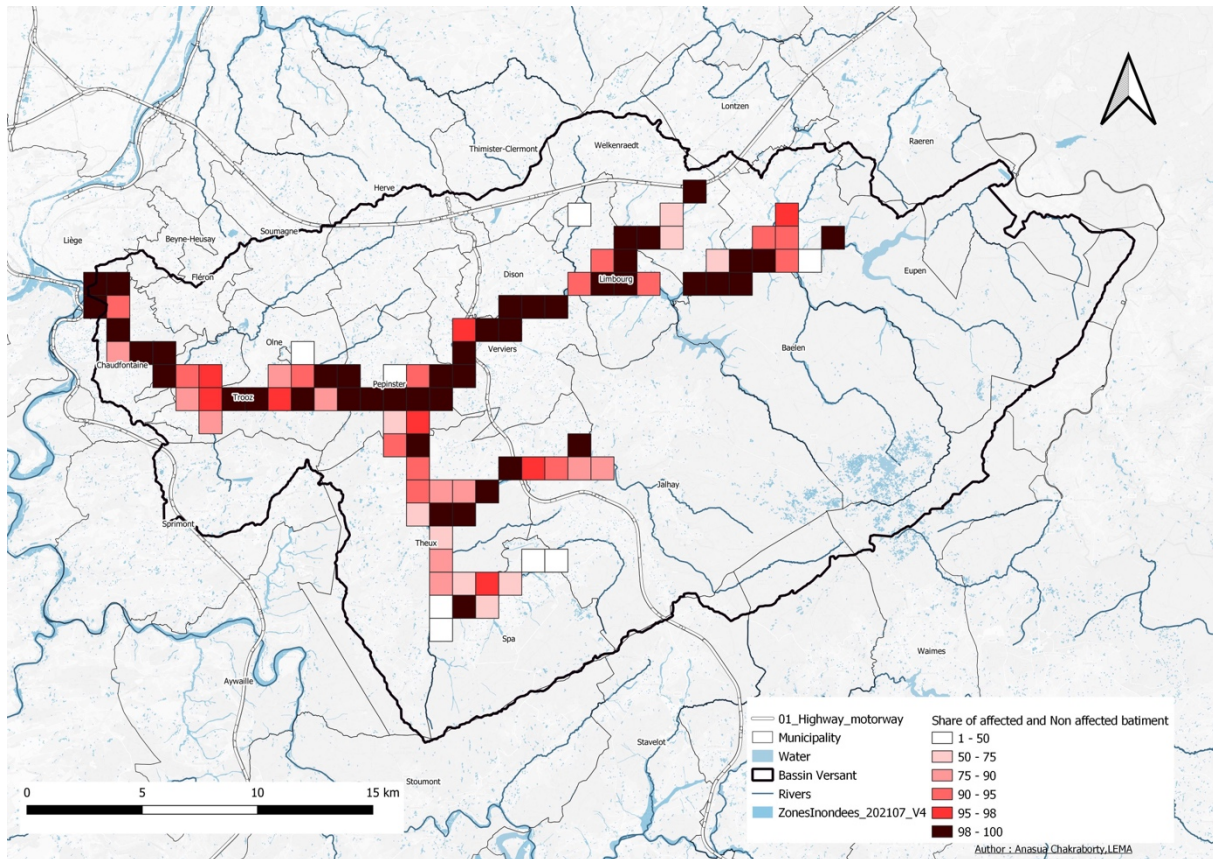 Lontzen
Raeren
Thimister-Clermont
Welkenraedt
Herve
Liège
Beyne-Heusay
Soumagne
Fléron
Dison
Limbourg
Eupen
Olne
Verviers
Baelen
Chaudfontaine
Pepinster
Trooz
Jalhay
Sprimont
Theux
Spa
Waimes
Aywaille
Stavelot
Stoumont
0 5 10 15 km
01_Highway_motorway
Municipality
Water
Bassin Versant
Rivers
ZonesInondees_202107_V4
Share of affected and Non affected batiment
1 - 50
50 - 75
75 - 90
90 - 95
95 - 98
98 - 100
Author : Anasua Chakraborty,LEMA